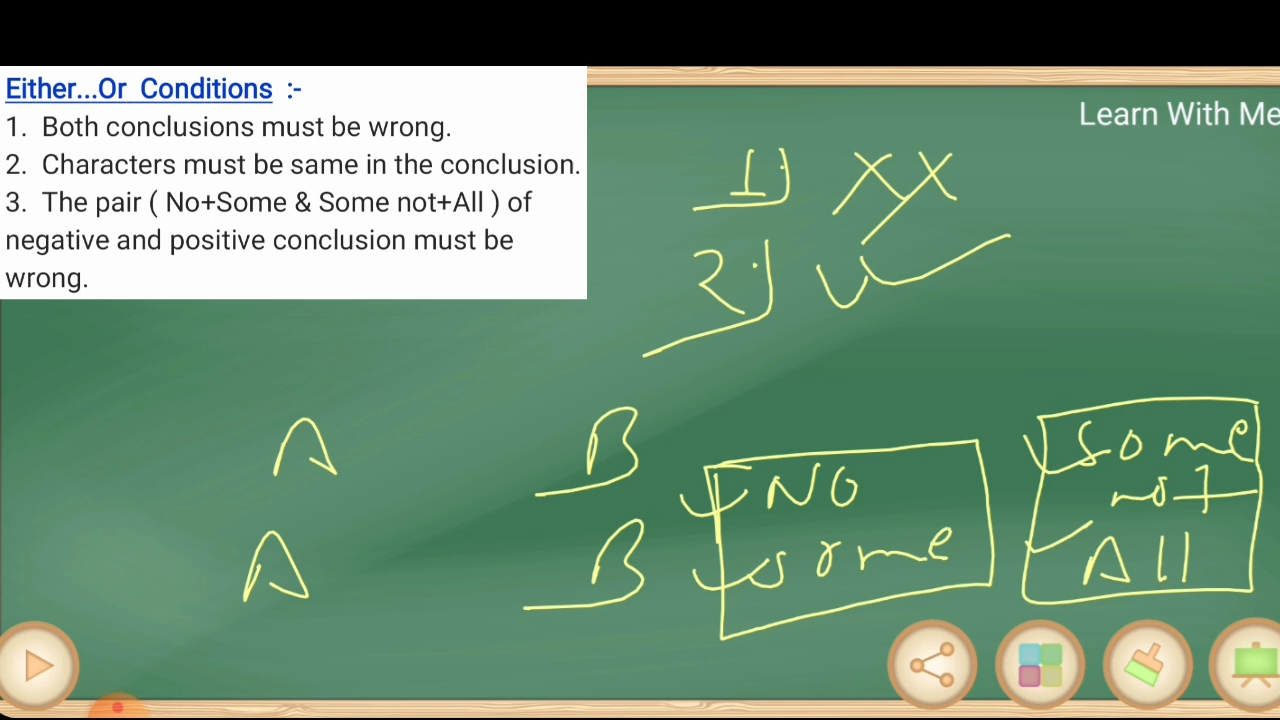 Either...Or Conditions :-
1. Both conclusions must be wrong.
2. Characters must be same in the conclusion.
3. The pair ( No+Some & Some not+All ) of
negative and positive conclusion must be
wrong.
Learn With Me
1) XX
2)
A B
A B
No
some
some
not
All